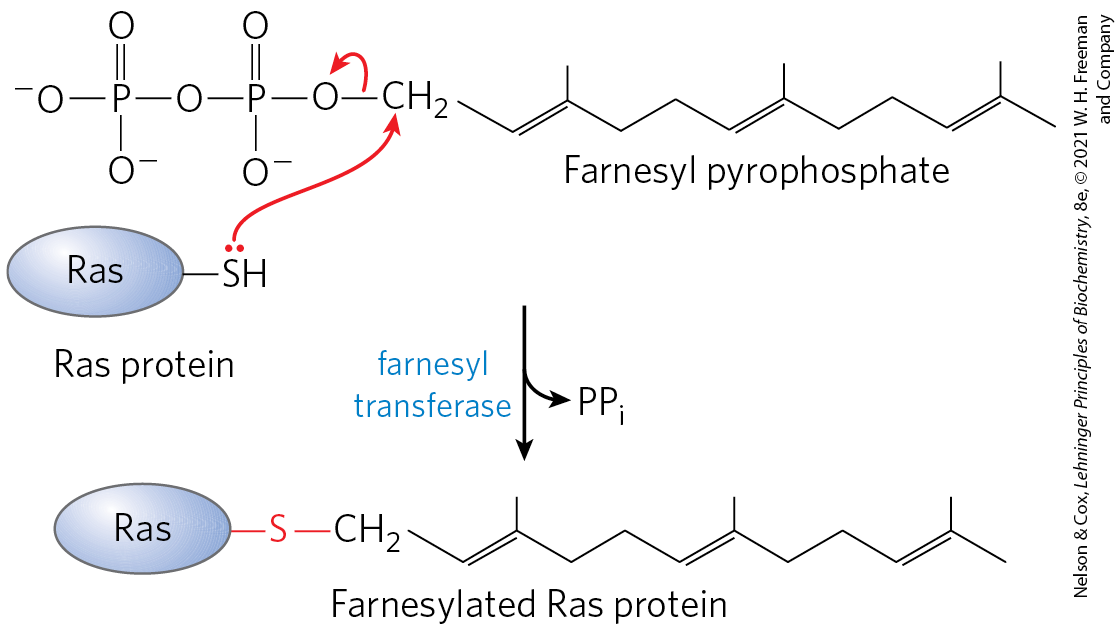 O O
⁻O—P—O—P—O—CH₂
O⁻ O⁻
Farnesyl pyrophosphate
Ras —SH
Ras protein
farnesyl
transferase
PPᵢ
Ras —S—CH₂
Farnesylated Ras protein
Nelson & Cox, Lehninger Principles of Biochemistry, 8e, © 2021 W. H. Freeman
and Company